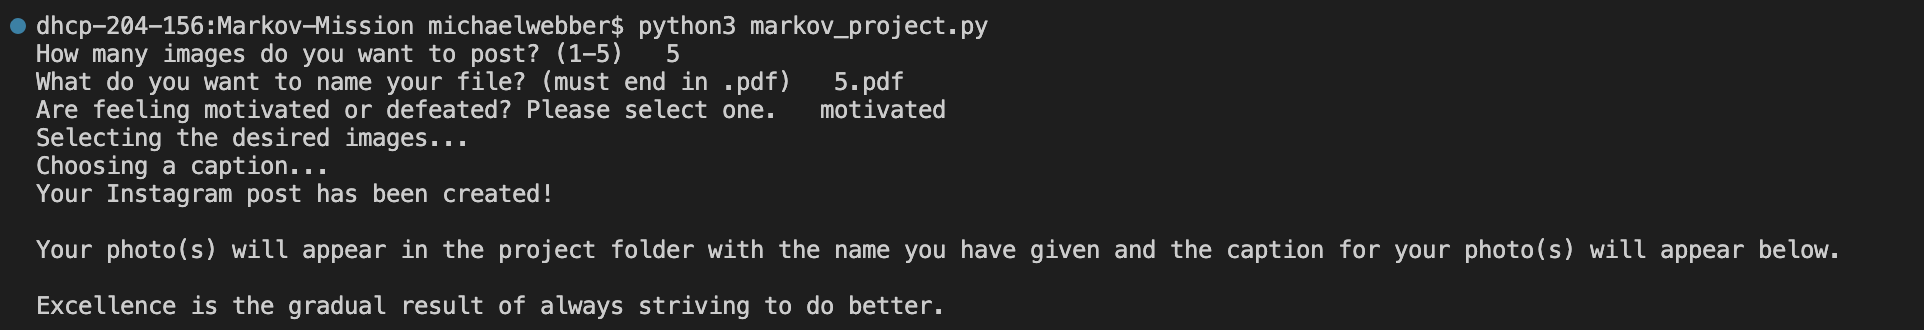 dhcp-204-156:Markov-Mission michaelwebber$ python3 markov_project.py
How many images do you want to post? (1-5)   5
What do you want to name your file? (must end in .pdf)   5.pdf
Are feeling motivated or defeated? Please select one.   motivated
Selecting the desired images...
Choosing a caption...
Your Instagram post has been created!
Your photo(s) will appear in the project folder with the name you have given and the caption for your photo(s) will appear below.
Excellence is the gradual result of always striving to do better.